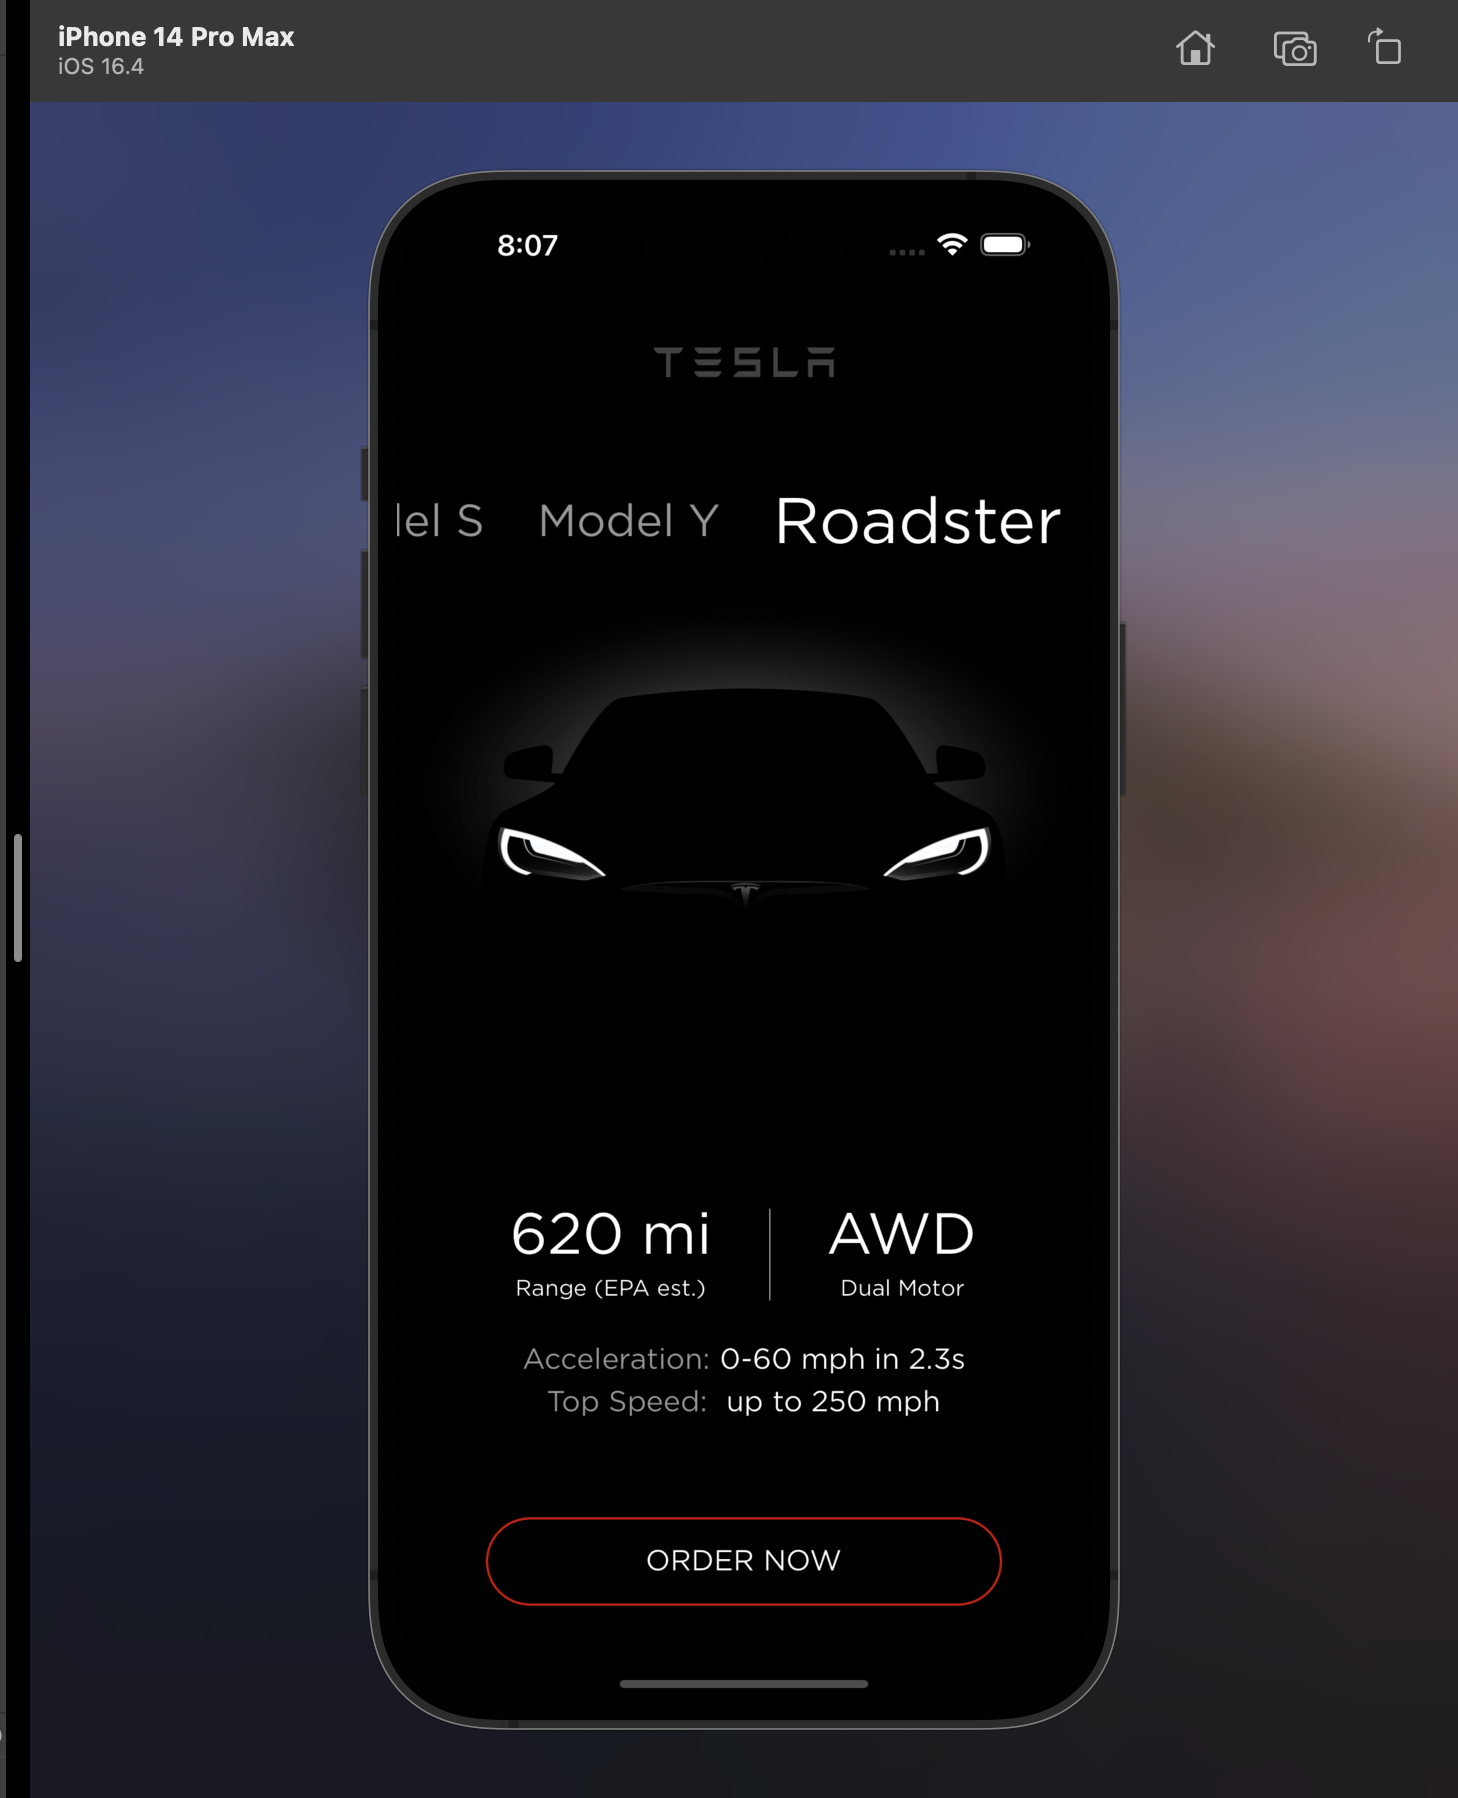 iPhone 14 Pro Max
iOS 16.4
8:07
TESLA
del S Model Y Roadster
620 mi AWD
Range (EPA est.) Dual Motor
Acceleration: 0-60 mph in 2.3s
Top Speed: up to 250 mph
ORDER NOW